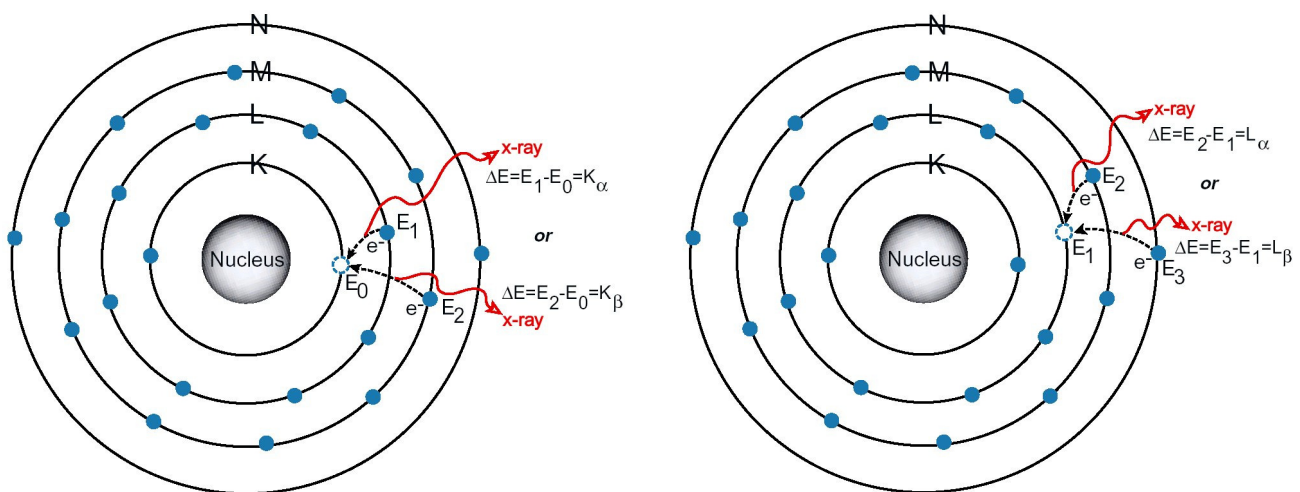 N
M
L
K
x-ray
ΔE=E₁-E₀=Kα
E₁
e⁻
or
Nucleus
E₀
ΔE=E₂-E₀=Kβ
e⁻
E₂
x-ray
N
M
L
K
x-ray
ΔE=E₂-E₁=Lα
E₂
e⁻
or
x-ray
E₁
ΔE=E₃-E₁=Lβ
Nucleus
e⁻
E₃